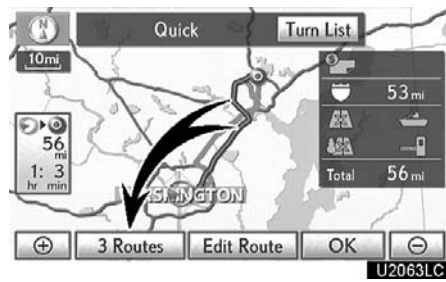 N
Quick
Turn List
10mi
$
53 mi
56
mi
1: 3
hr min
Total 56 mi
3 Routes
Edit Route
OK
U2063LC